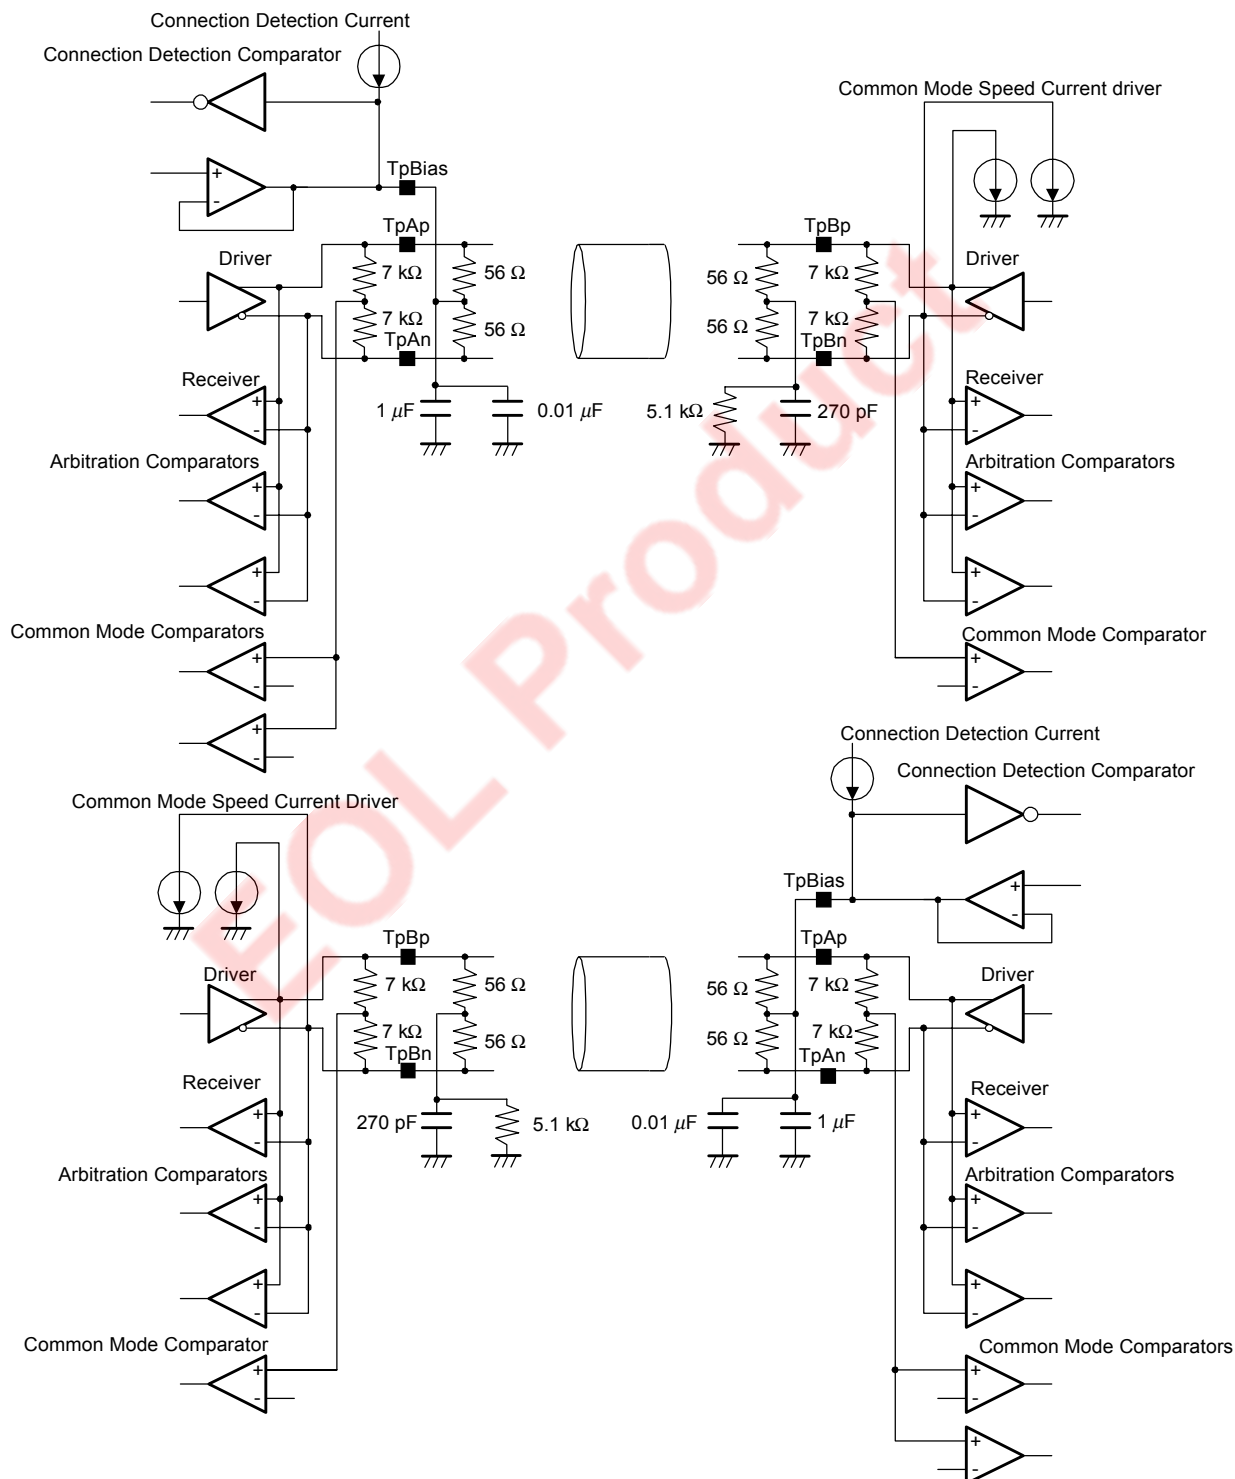 Connection Detection Current
Connection Detection Comparator
Common Mode Speed Current driver
+
-
TpBias
TpAp
TpBp
Driver
7 kΩ
56 Ω
56 Ω
7 kΩ
Driver
7 kΩ
56 Ω
56 Ω
7 kΩ
TpAn
TpBn
Receiver
+
-
1 µF
0.01 µF
5.1 kΩ
270 pF
Receiver
+
-
Arbitration Comparators
+
-
Arbitration Comparators
+
-
+
-
+
-
Common Mode Comparators
+
-
Common Mode Comparator
+
-
+
-
Connection Detection Current
Connection Detection Comparator
Common Mode Speed Current Driver
TpBias
+
-
TpBp
TpAp
Driver
7 kΩ
56 Ω
56 Ω
7 kΩ
Driver
7 kΩ
56 Ω
56 Ω
7 kΩ
TpBn
TpAn
Receiver
+
-
270 pF
5.1 kΩ
0.01 µF
1 µF
Receiver
+
-
Arbitration Comparators
+
-
Arbitration Comparators
+
-
+
-
+
-
Common Mode Comparator
+
-
Common Mode Comparators
+
-
+
-
EOL Product